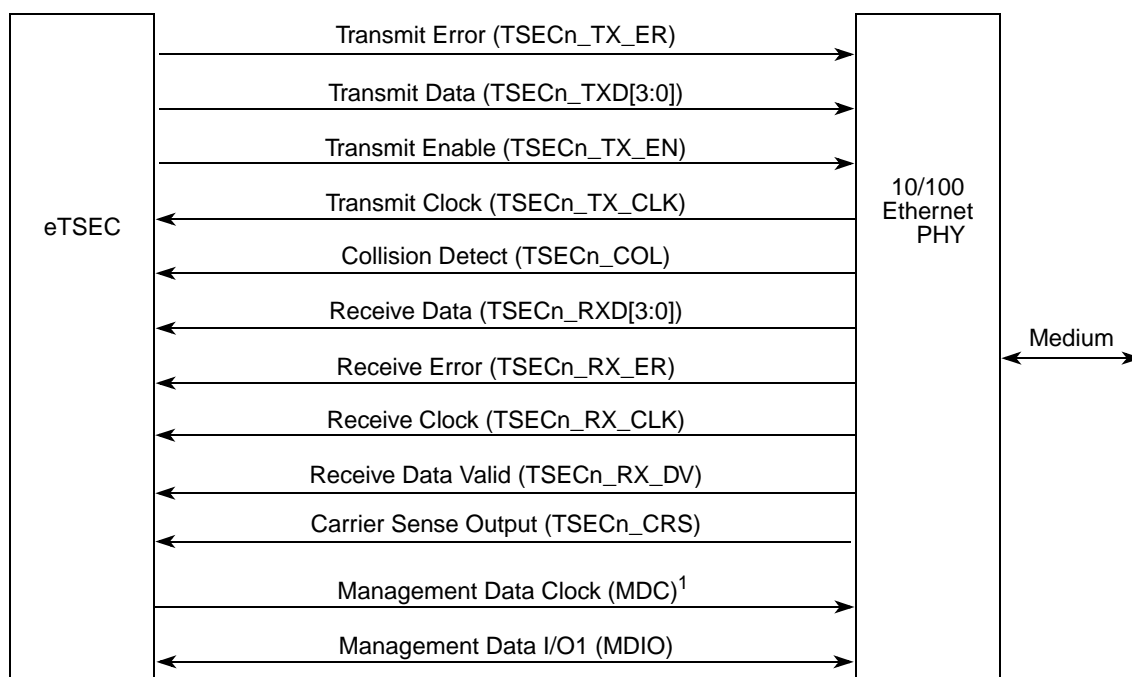 Transmit Error (TSECn_TX_ER)
Transmit Data (TSECn_TXD[3:0])
Transmit Enable (TSECn_TX_EN)
Transmit Clock (TSECn_TX_CLK)
eTSEC
10/100
Ethernet
PHY
Collision Detect (TSECn_COL)
Receive Data (TSECn_RXD[3:0])
Medium
Receive Error (TSECn_RX_ER)
Receive Clock (TSECn_RX_CLK)
Receive Data Valid (TSECn_RX_DV)
Carrier Sense Output (TSECn_CRS)
Management Data Clock (MDC)1
Management Data I/O1 (MDIO)